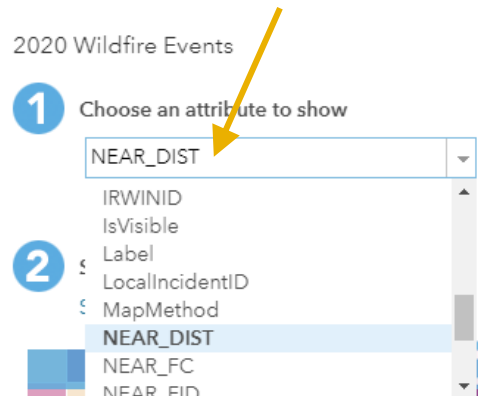 2020 Wildfire Events
1 Choose an attribute to show
NEAR_DIST
IRWINID
IsVisible
Label
2
LocalIncidentID
MapMethod
NEAR_DIST
NEAR_FC
NEAR_FID